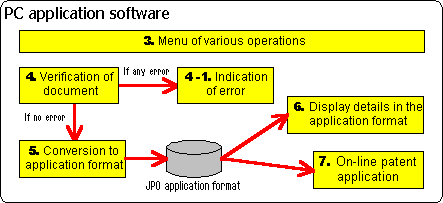 PC application software
3. Menu of various operations
4. Verification of
document
If any error
4-1. Indication
of error
If no error
5. Conversion to
application format
JPO application format
6. Display details in the
application format
7. On-line patent
application